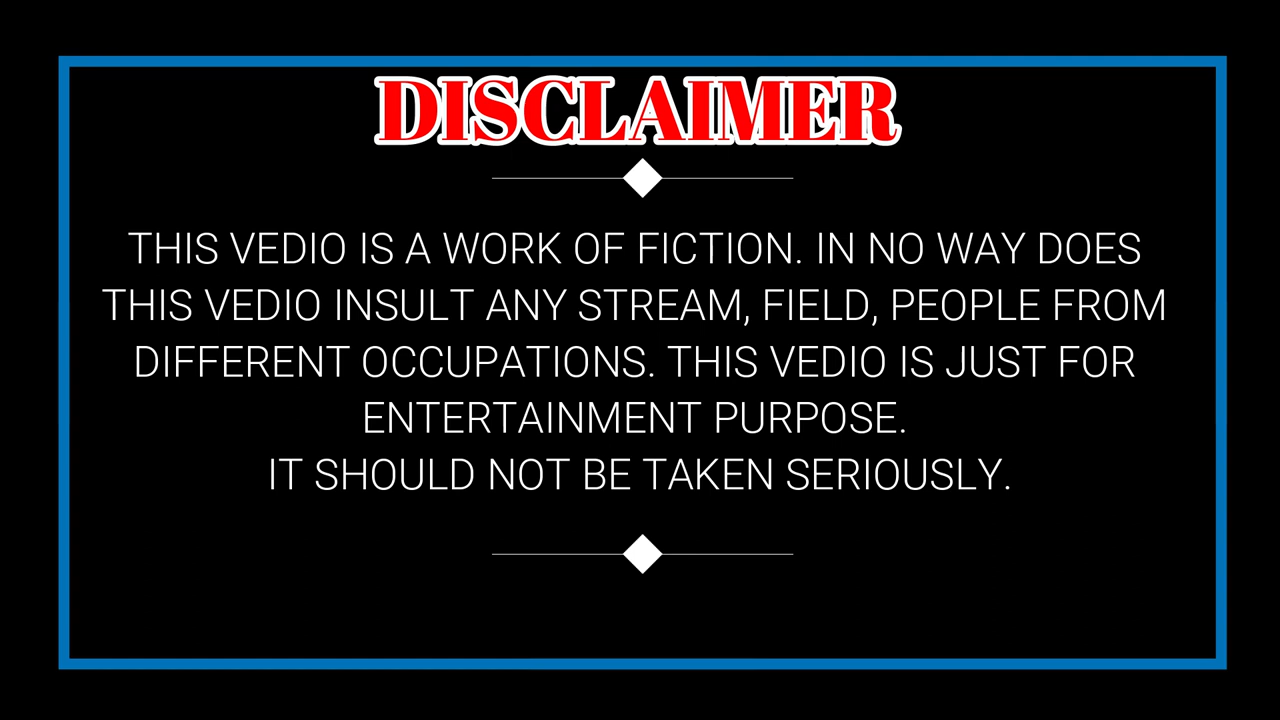 DISCLAIMER
THIS VEDIO IS A WORK OF FICTION. IN NO WAY DOES
THIS VEDIO INSULT ANY STREAM, FIELD, PEOPLE FROM
DIFFERENT OCCUPATIONS. THIS VEDIO IS JUST FOR
ENTERTAINMENT PURPOSE.
IT SHOULD NOT BE TAKEN SERIOUSLY.